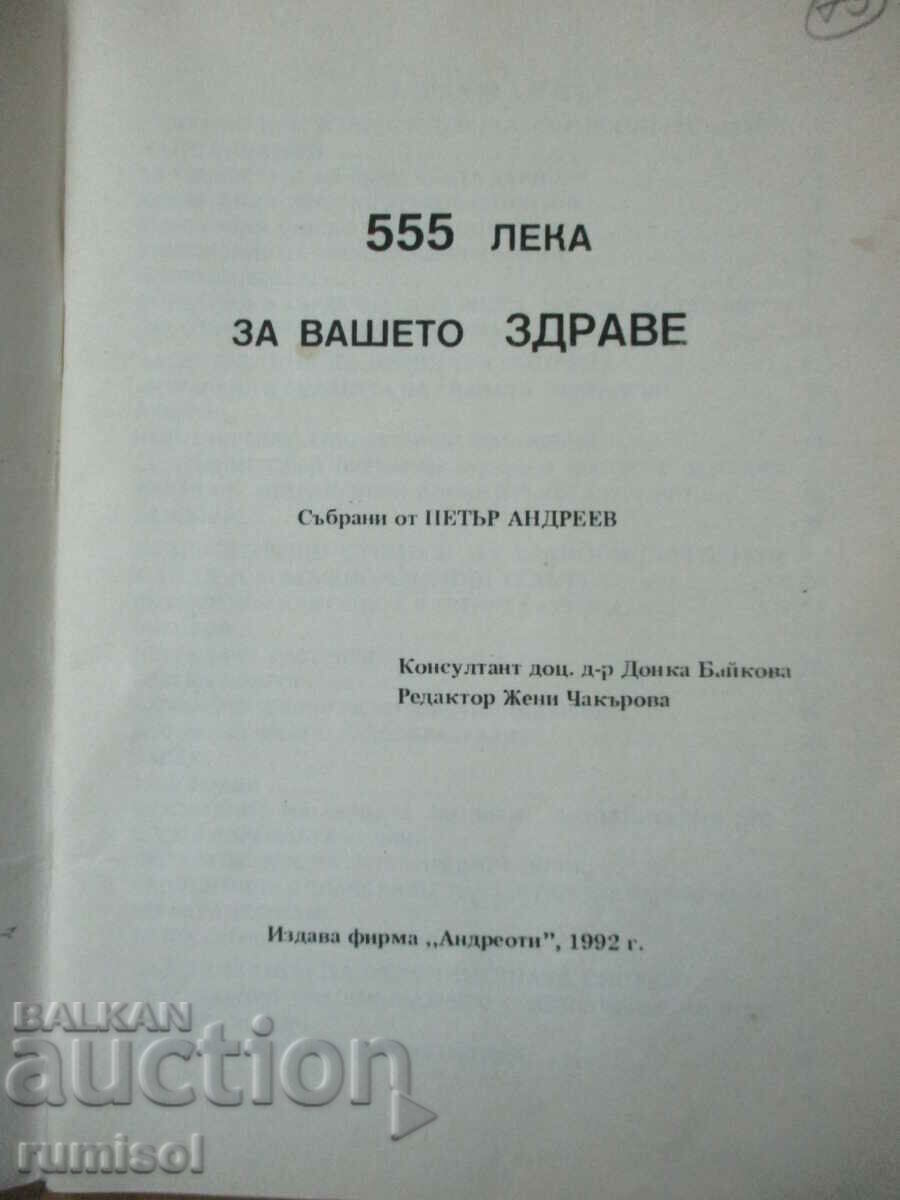 555 ЛЕКА
ЗА ВАШЕТО ЗДРАВЕ
Събрани от ПЕТЪР АНДРЕЕВ
Консултант доц. д-р Донка Байкова
Редактор Жени Чакърова
Издава фирма „Андреоти", 1992 г.
BALKAN
auction
rumisol